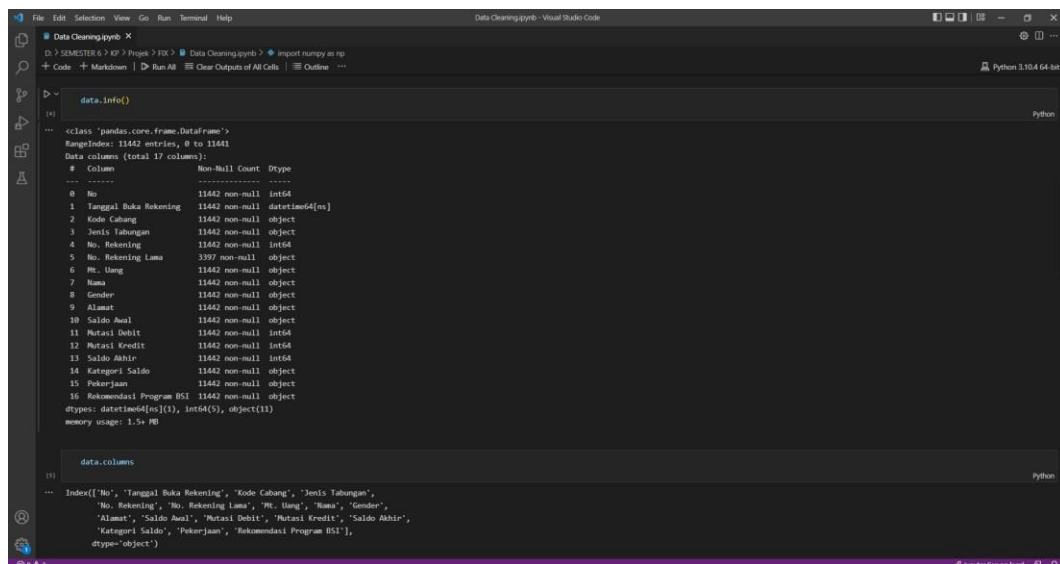 File Edit Selection View Go Run Terminal Help Data Cleaning.ipynb - Visual Studio Code
Data Cleaning.ipynb
D: > SEMESTER 6 > KP > Projek > FIX > Data Cleaning.ipynb > import numpy as np
+ Code + Markdown | Run All Clear Outputs of All Cells | Outline ... Python 3.10.4 64-bit
data.info()
Python
... <class 'pandas.core.frame.DataFrame'>
RangeIndex: 11442 entries, 0 to 11441
Data columns (total 17 columns):
# Column Non-Null Count Dtype
--- ------ -------------- -----
0 No 11442 non-null int64
1 Tanggal Buka Rekening 11442 non-null datetime64[ns]
2 Kode Cabang 11442 non-null object
3 Jenis Tabungan 11442 non-null object
4 No. Rekening 11442 non-null int64
5 No. Rekening Lama 3397 non-null object
6 Mt. Uang 11442 non-null object
7 Nama 11442 non-null object
8 Gender 11442 non-null object
9 Alamat 11442 non-null object
10 Saldo Awal 11442 non-null object
11 Mutasi Debit 11442 non-null int64
12 Mutasi Kredit 11442 non-null int64
13 Saldo Akhir 11442 non-null int64
14 Kategori Saldo 11442 non-null object
15 Pekerjaan 11442 non-null object
16 Rekomendasi Program BSI 11442 non-null object
dtypes: datetime64[ns](1), int64(5), object(11)
memory usage: 1.5+ MB
data.columns
Python
... Index(['No', 'Tanggal Buka Rekening', 'Kode Cabang', 'Jenis Tabungan',
'No. Rekening', 'No. Rekening Lama', 'Mt. Uang', 'Nama', 'Gender',
'Alamat', 'Saldo Awal', 'Mutasi Debit', 'Mutasi Kredit', 'Saldo Akhir',
'Kategori Saldo', 'Pekerjaan', 'Rekomendasi Program BSI'],
dtype='object')